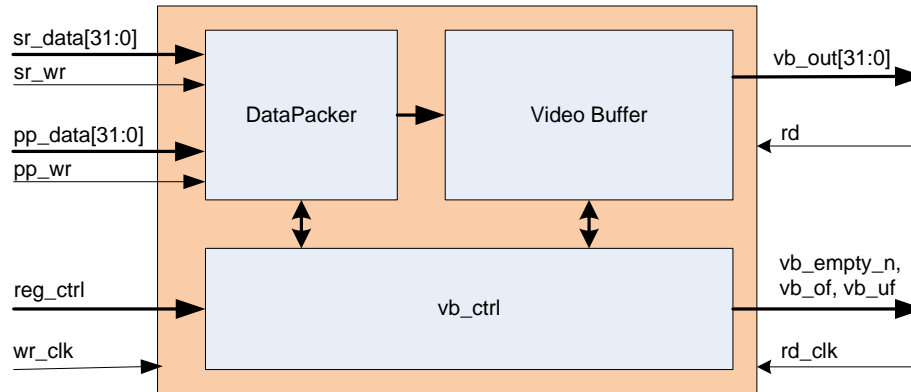 sr_data[31:0]
sr_wr
pp_data[31:0]
pp_wr
DataPacker
Video Buffer
vb_out[31:0]
rd
reg_ctrl
wr_clk
vb_ctrl
vb_empty_n,
vb_of, vb_uf
rd_clk